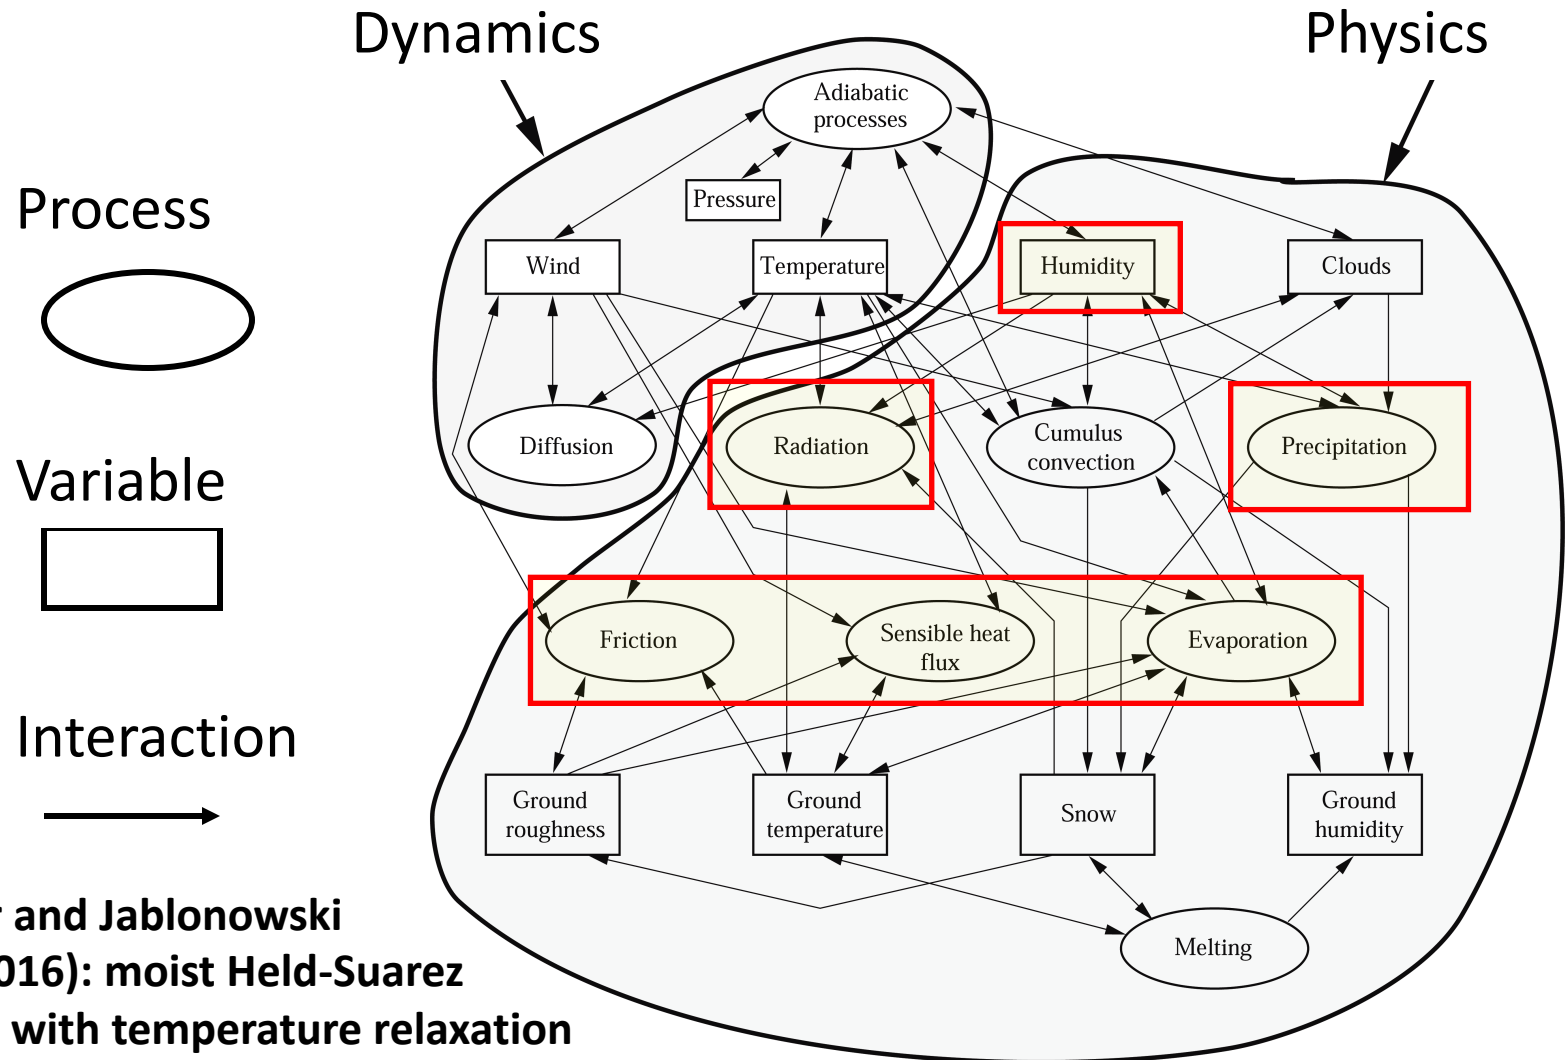 Dynamics
Physics
Process
Variable
Interaction
Adiabatic
processes
Pressure
Wind
Temperature
Humidity
Clouds
Diffusion
Radiation
Cumulus
convection
Precipitation
Friction
Sensible heat
flux
Evaporation
Ground
roughness
Ground
temperature
Snow
Ground
humidity
Melting
and Jablonowski
016): moist Held-Suarez
with temperature relaxation